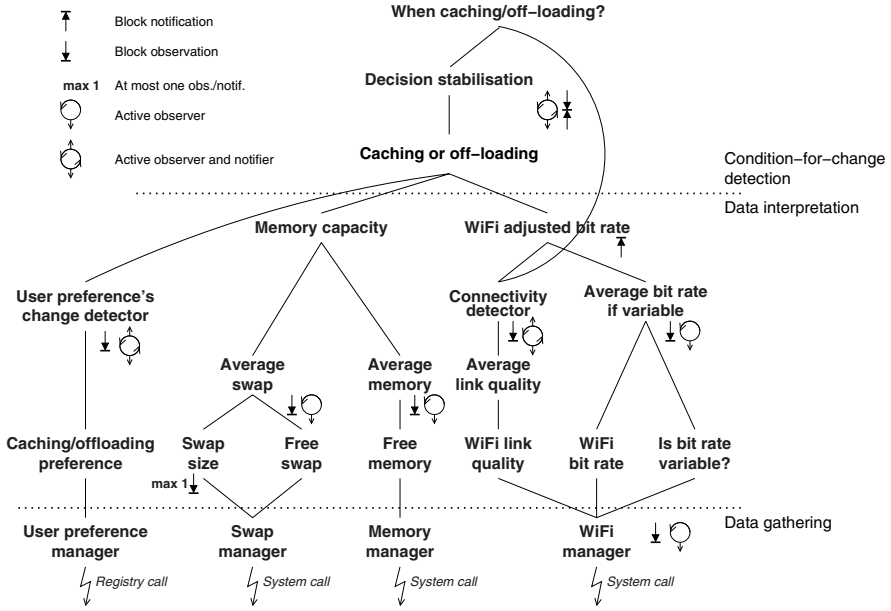 When caching/off−loading?
Block notification
Block observation
max 1 At most one obs./notif.
Active observer
Active observer and notifier
Decision stabilisation
Caching or off−loading
Condition−for−change
detection
Data interpretation
Memory capacity
WiFi adjusted bit rate
User preference's
change detector
Connectivity
detector
Average bit rate
if variable
Average
swap
Average
memory
Average
link quality
Caching/offloading
preference
Swap
size
max 1
Free
swap
Free
memory
WiFi link
quality
WiFi
bit rate
Is bit rate
variable?
Data gathering
User preference
manager
Swap
manager
Memory
manager
WiFi
manager
Registry call
System call
System call
System call